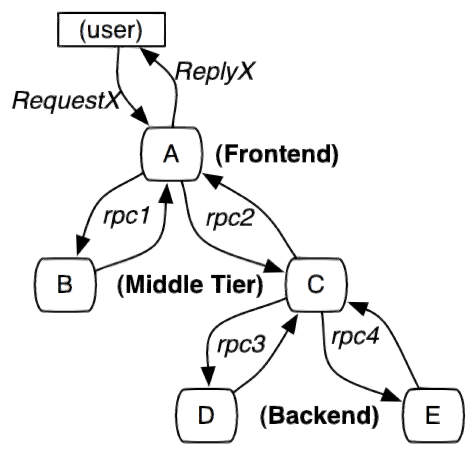 (user)
ReplyX
RequestX
A (Frontend)
rpc1 rpc2
B (Middle Tier) C
rpc3 rpc4
D (Backend) E